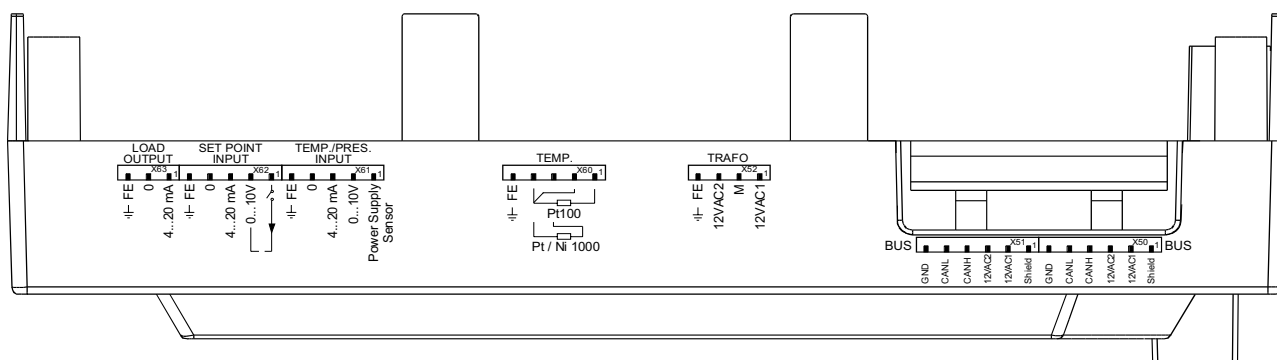 LOAD OUTPUT
X63 1
FE
0
4...20 mA
SET POINT INPUT
X62 1
FE
0
4...20 mA
0...10V
TEMP./PRES. INPUT
X61 1
FE
0
4...20 mA
0...10V
Power Supply
Sensor
TEMP.
X60 1
FE
Pt100
Pt / Ni 1000
TRAFO
X52 1
FE
12VAC2
M
12VAC1
BUS
X51 1
GND
CANL
CANH
12VAC2
12VAC1
Shield
X50 1
BUS
GND
CANL
CANH
12VAC2
12VAC1
Shield